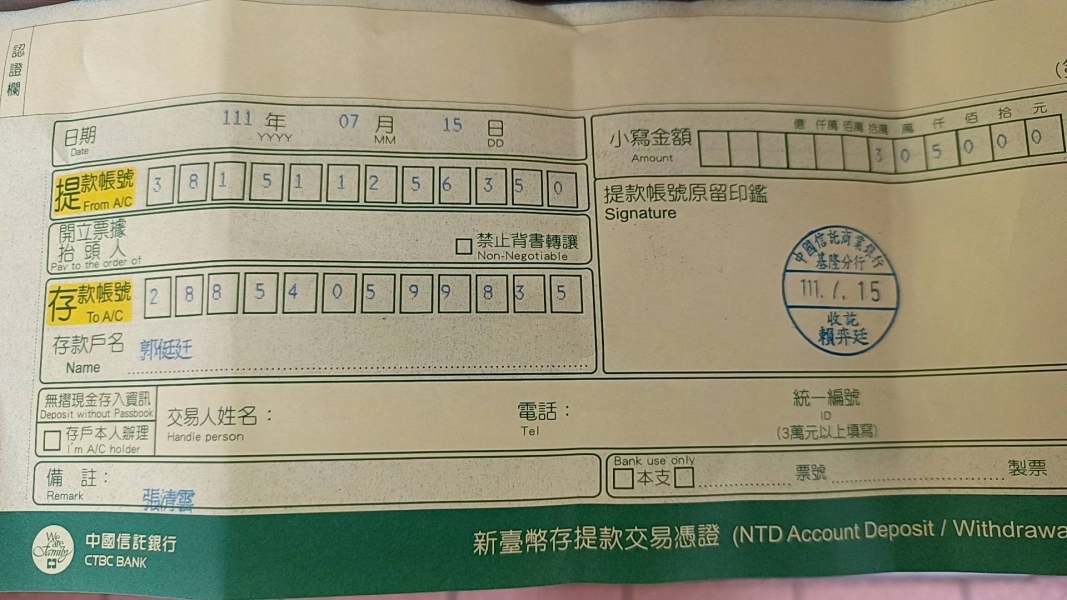 認證欄
日期 111 年 07 月 15 日
Date YYYY MM DD
提款帳號 3 8 1 5 1 1 2 5 6 3 5 0
From A/C
開立票據
抬頭人
Pay to the order of
禁止背書轉讓
Non-Negotiable
存款帳號 2 8 8 5 4 0 5 9 9 8 3 5
To A/C
存款戶名 郭侹廷
Name
億 仟萬 佰萬 拾萬 萬 仟 佰 拾 元
小寫金額 3 0 5 0 0 0
Amount
提款帳號原留印鑑
Signature
中國信託商業銀行
基隆分行
111. 7. 15
收訖
賴弈廷
無摺現金存入資訊
Deposit without Passbook
存戶本人辦理
I'm A/C holder
交易人姓名：
Handle person
電話：
Tel
統一編號
ID
(3萬元以上填寫)
備 註：
Remark 張清雲
Bank use only
本支 票號 製票
We are family
中國信託銀行
CTBC BANK
新臺幣存提款交易憑證 (NTD Account Deposit / Withdrawa